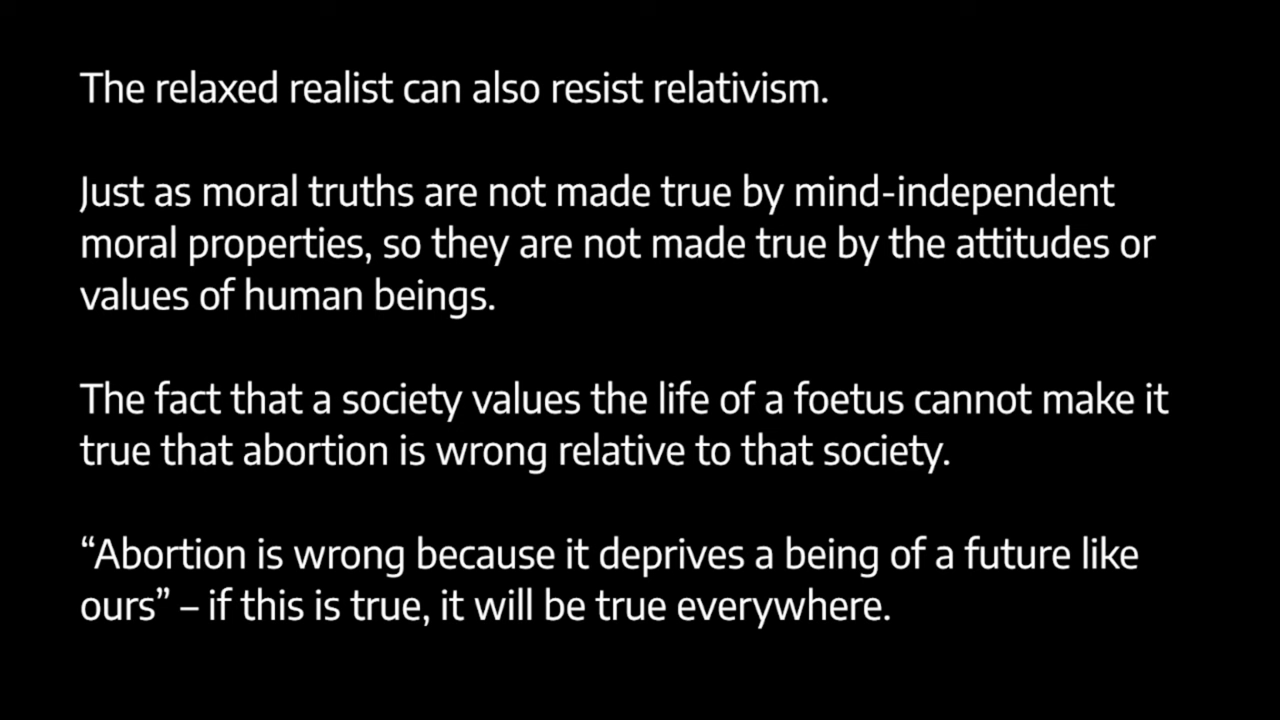 The relaxed realist can also resist relativism.
Just as moral truths are not made true by mind-independent
moral properties, so they are not made true by the attitudes or
values of human beings.
The fact that a society values the life of a foetus cannot make it
true that abortion is wrong relative to that society.
“Abortion is wrong because it deprives a being of a future like
ours” – if this is true, it will be true everywhere.